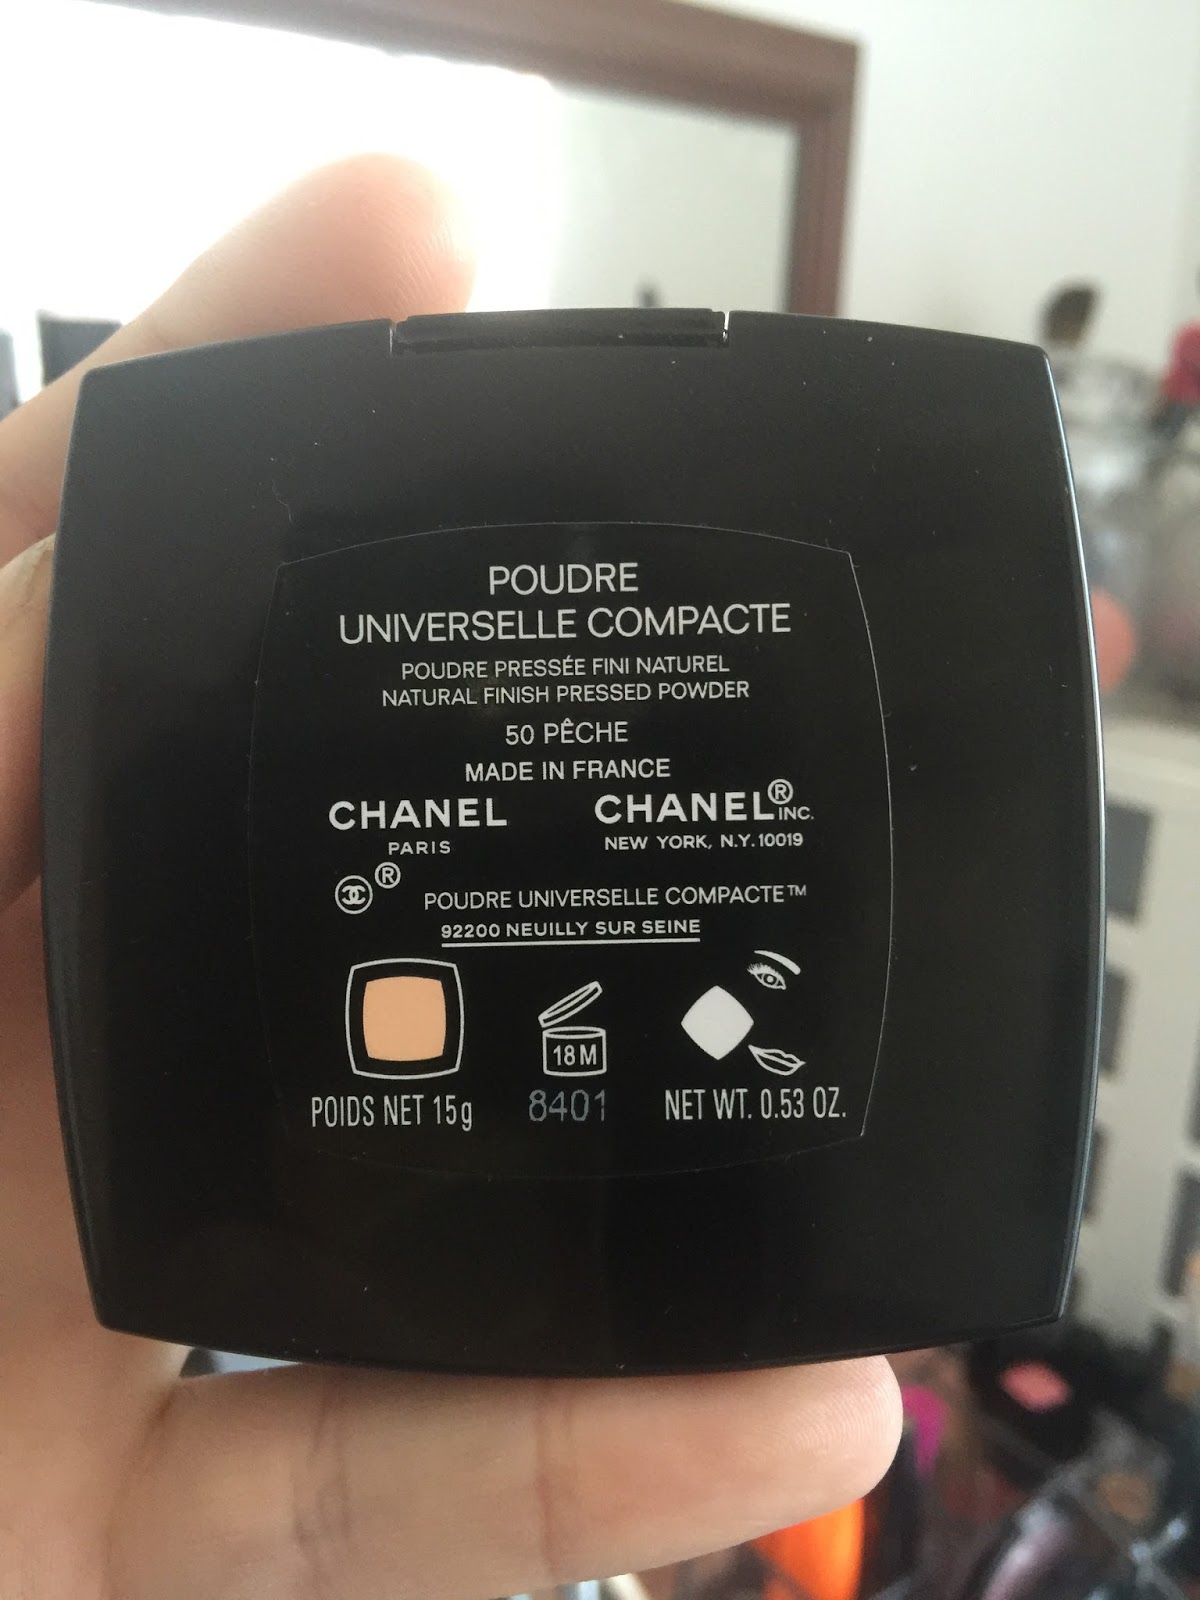 POUDRE
UNIVERSELLE COMPACTE
POUDRE PRESSÉE FINI NATUREL
NATURAL FINISH PRESSED POWDER
50 PÊCHE
MADE IN FRANCE
CHANEL
PARIS
CHANEL® INC.
NEW YORK, N.Y. 10019
® POUDRE UNIVERSELLE COMPACTE™
92200 NEUILLY SUR SEINE
18 M
POIDS NET 15g
8401
NET WT. 0.53 OZ.